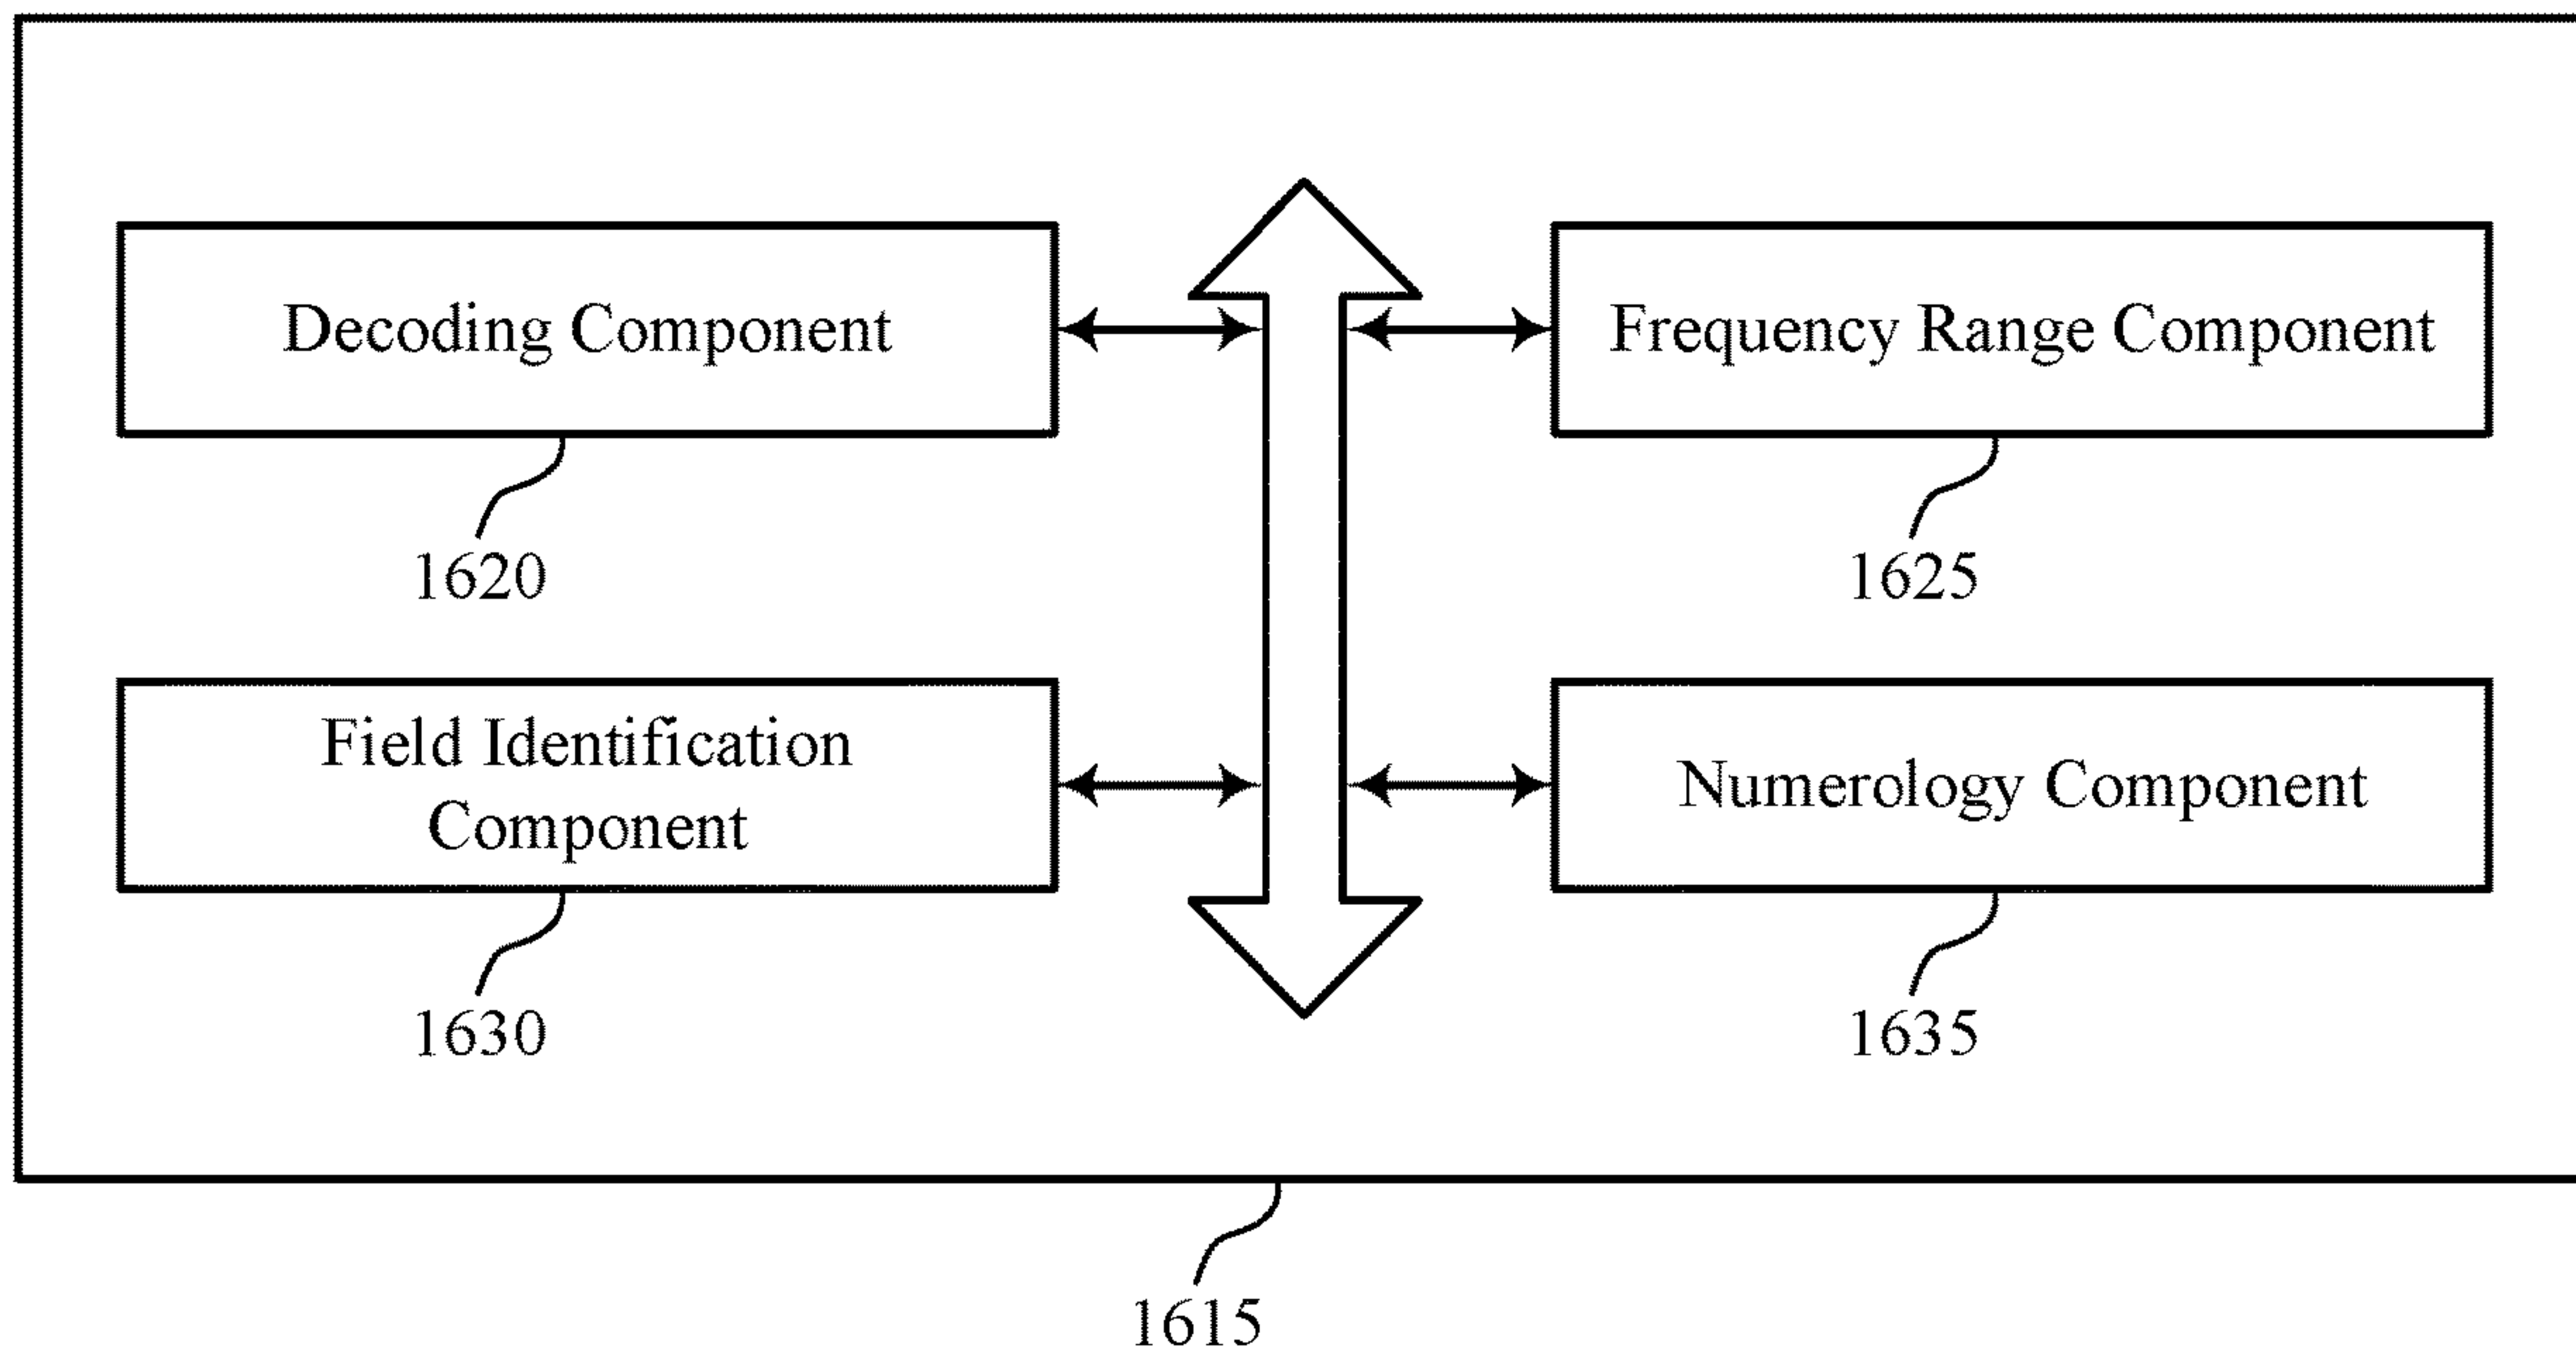 Decoding Component
Frequency Range Component
1620
1625
Field Identification
Component
Numerology Component
1630
1635
1615